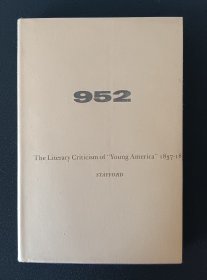 952
The Literary Criticism of "Young America" 1837-18
STAFFORD